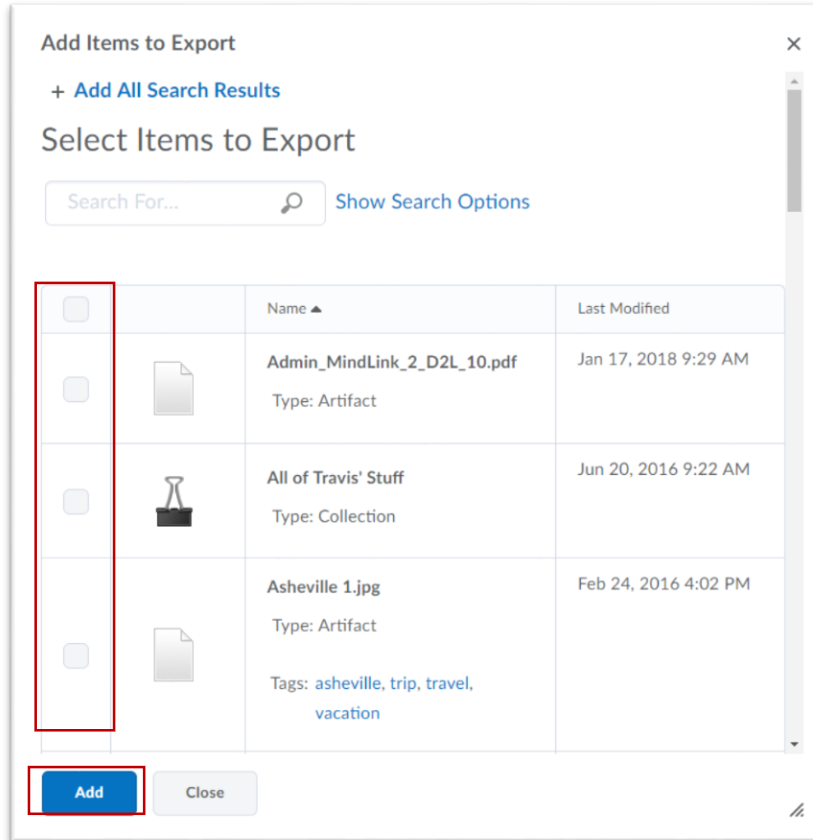 Add Items to Export
+ Add All Search Results
Select Items to Export
Search For...
Show Search Options
Name
Last Modified
Admin_MindLink_2_D2L_10.pdf
Jan 17, 2018 9:29 AM
Type: Artifact
All of Travis' Stuff
Jun 20, 2016 9:22 AM
Type: Collection
Asheville 1.jpg
Feb 24, 2016 4:02 PM
Type: Artifact
Tags: asheville, trip, travel,
vacation
Add
Close